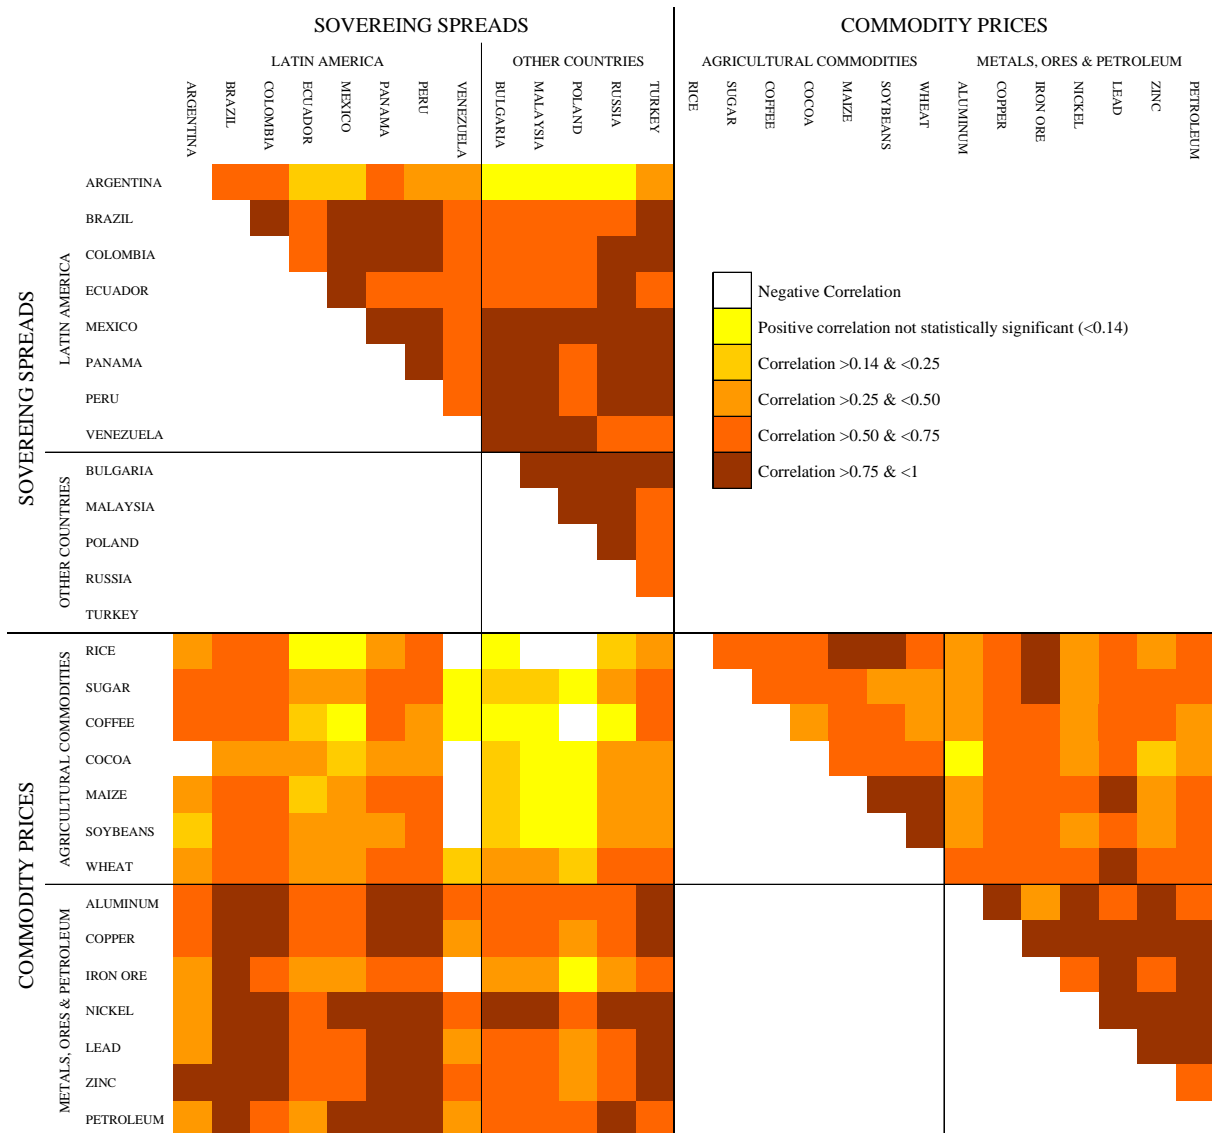 SOVEREING SPREADS COMMODITY PRICES
LATIN AMERICA OTHER COUNTRIES AGRICULTURAL COMMODITIES METALS, ORES & PETROLEUM
ARGENTINA BRAZIL COLOMBIA ECUADOR MEXICO PANAMA PERU VENEZUELA BULGARIA MALAYSIA POLAND RUSSIA TURKEY RICE SUGAR COFFEE COCOA MAIZE SOYBEANS WHEAT ALUMINUM COPPER IRON ORE NICKEL LEAD ZINC PETROLEUM
SOVEREING SPREADS
LATIN AMERICA
ARGENTINA
BRAZIL
COLOMBIA
ECUADOR
MEXICO
PANAMA
PERU
VENEZUELA
OTHER COUNTRIES
BULGARIA
MALAYSIA
POLAND
RUSSIA
TURKEY
Negative Correlation
Positive correlation not statistically significant (<0.14)
Correlation >0.14 & <0.25
Correlation >0.25 & <0.50
Correlation >0.50 & <0.75
Correlation >0.75 & <1
COMMODITY PRICES
AGRICULTURAL COMMODITIES
RICE
SUGAR
COFFEE
COCOA
MAIZE
SOYBEANS
WHEAT
METALS, ORES & PETROLEUM
ALUMINUM
COPPER
IRON ORE
NICKEL
LEAD
ZINC
PETROLEUM